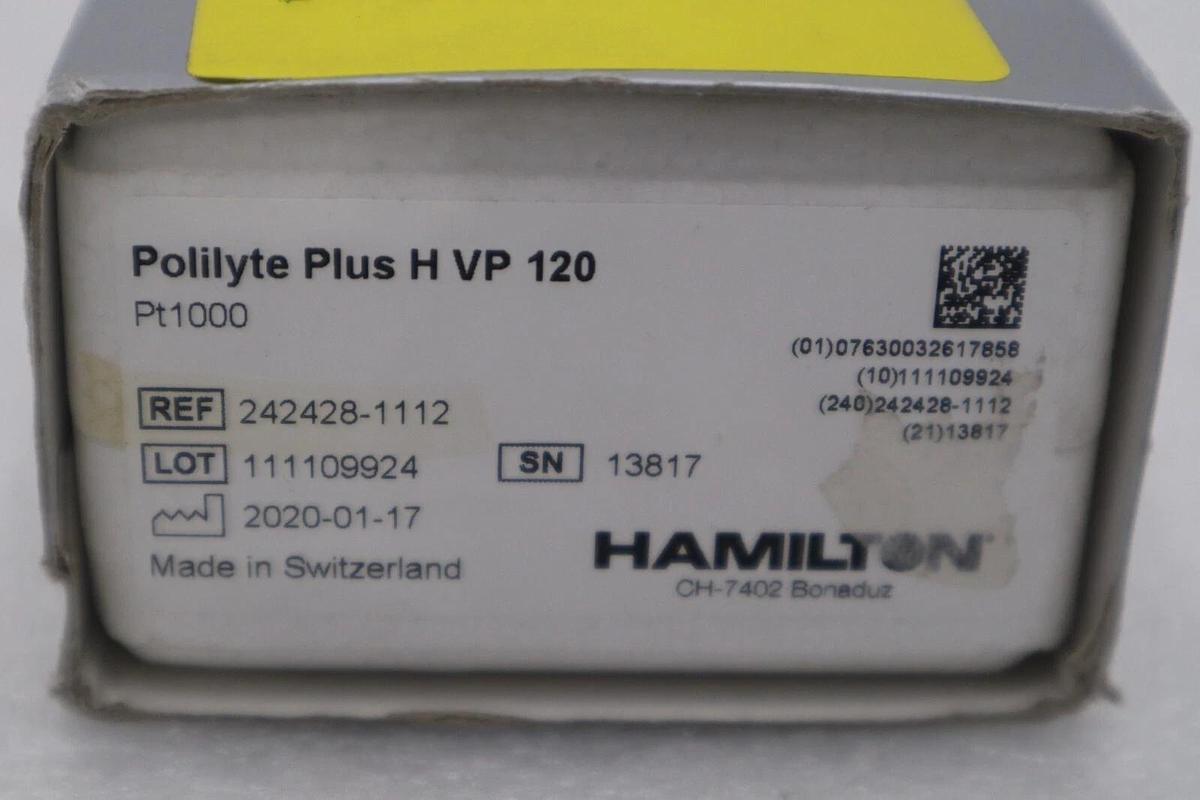 Polilyte Plus H VP 120
Pt1000
(01)07630032617858
(10)111109924
(240)242428-1112
(21)13817
REF 242428-1112
LOT 111109924 SN 13817
2020-01-17
Made in Switzerland
HAMILTON
CH-7402 Bonaduz